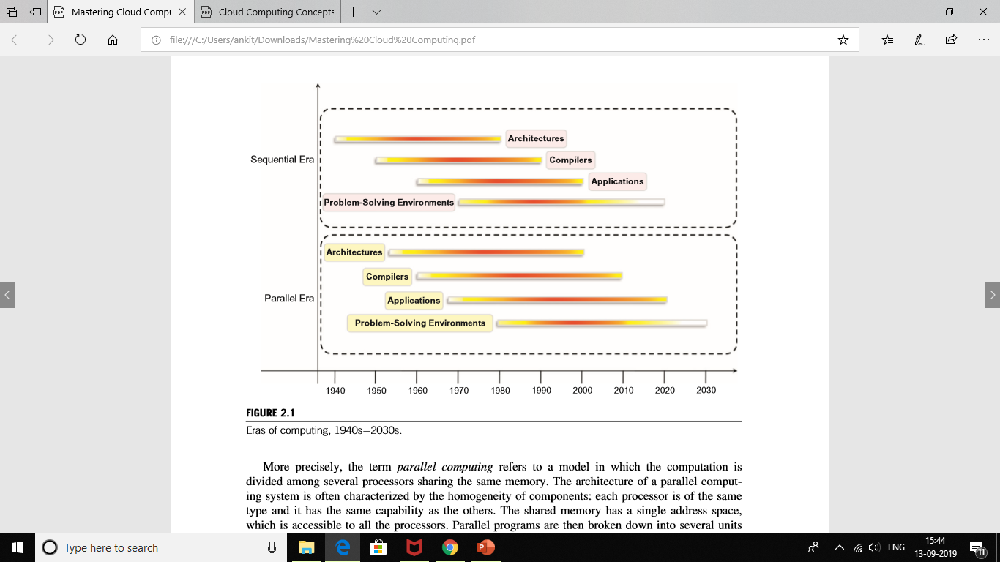 Mastering Cloud Compu
Cloud Computing Concepts
file:///C:/Users/ankit/Downloads/Mastering%20Cloud%20Computing.pdf
Sequential Era
Architectures
Compilers
Applications
Problem-Solving Environments
Parallel Era
Architectures
Compilers
Applications
Problem-Solving Environments
1940 1950 1960 1970 1980 1990 2000 2010 2020 2030
FIGURE 2.1
Eras of computing, 1940s–2030s.
More precisely, the term parallel computing refers to a model in which the computation is
divided among several processors sharing the same memory. The architecture of a parallel comput-
ing system is often characterized by the homogeneity of components: each processor is of the same
type and it has the same capability as the others. The shared memory has a single address space,
which is accessible to all the processors. Parallel programs are then broken down into several units
Type here to search
ENG
15:44
13-09-2019
11